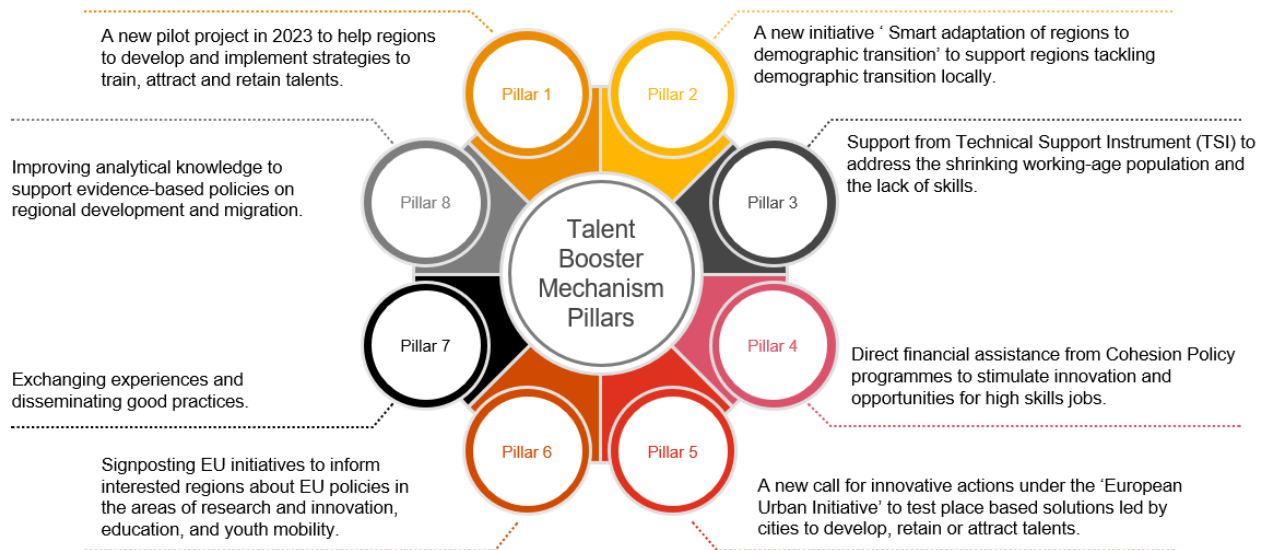 A new pilot project in 2023 to help regions
to develop and implement strategies to
train, attract and retain talents.
Pillar 1
Pillar 2
A new initiative ‘ Smart adaptation of regions to
demographic transition’ to support regions tackling
demographic transition locally.
Support from Technical Support Instrument (TSI) to
address the shrinking working-age population and
the lack of skills.
Pillar 3
Improving analytical knowledge to
support evidence-based policies on
regional development and migration.
Pillar 8
Talent
Booster
Mechanism
Pillars
Pillar 7
Exchanging experiences and
disseminating good practices.
Pillar 4
Direct financial assistance from Cohesion Policy
programmes to stimulate innovation and
opportunities for high skills jobs.
Pillar 6
Signposting EU initiatives to inform
interested regions about EU policies in
the areas of research and innovation,
education, and youth mobility.
Pillar 5
A new call for innovative actions under the ‘European
Urban Initiative’ to test place based solutions led by
cities to develop, retain or attract talents.